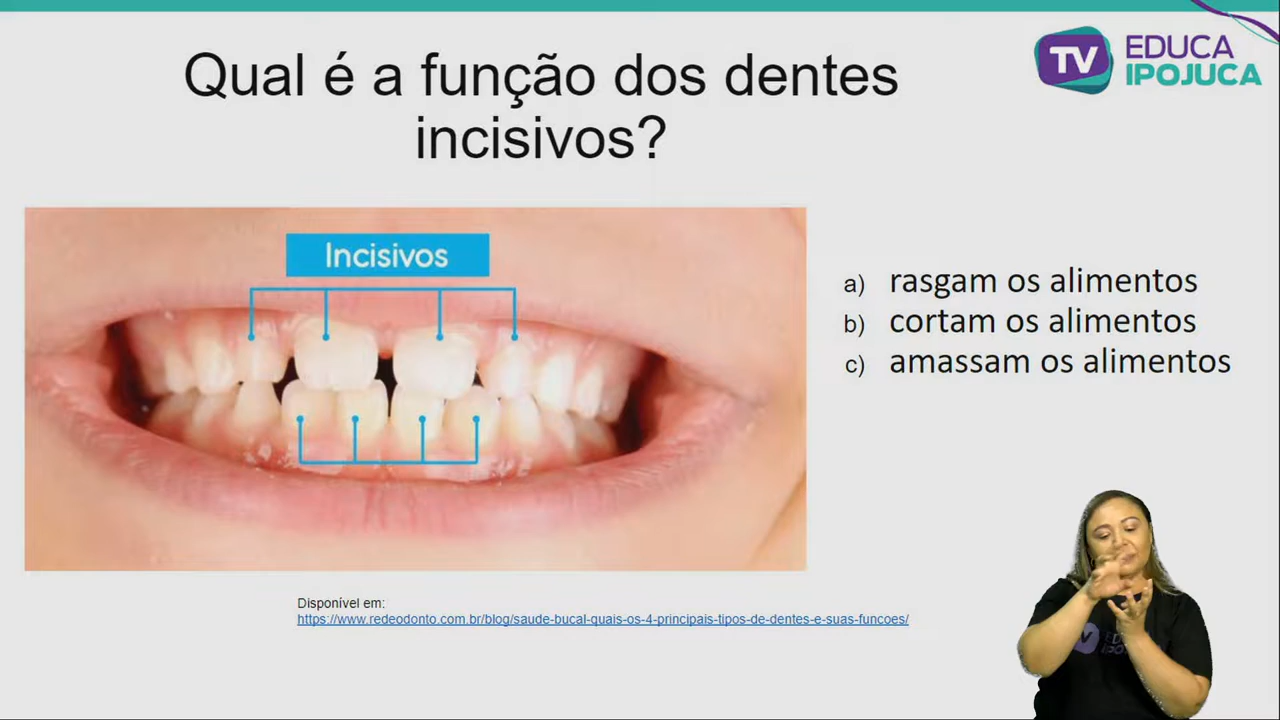 Qual é a função dos dentes
incisivos?
TV EDUCA
IPOJUCA
Incisivos
a) rasgam os alimentos
b) cortam os alimentos
c) amassam os alimentos
Disponível em:
https://www.redeodonto.com.br/blog/saude-bucal-quais-os-4-principais-tipos-de-dentes-e-suas-funcoes/